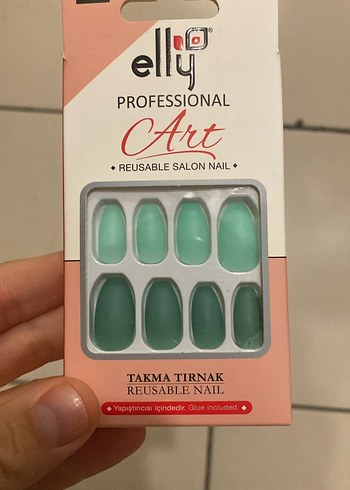 elly®
PROFESSIONAL
Art
• REUSABLE SALON NAIL •
TAKMA TIRNAK
REUSABLE NAIL
• Yapıştırıcısı içindedir. Glue included. •